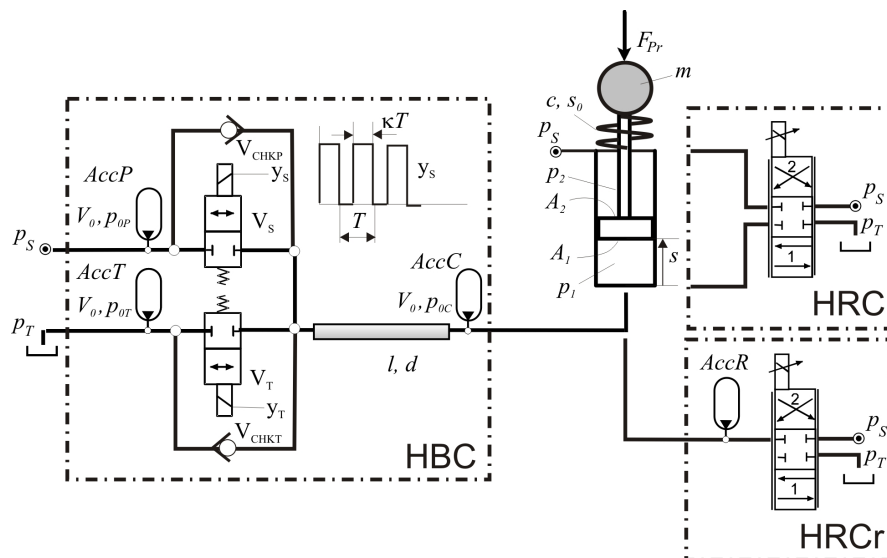 F_Pr
m
c, s_0
κT
p_S
V_CHKP
y_S
y_S
AccP
p_2
2
V_0, p_0P
V_S
A_2
p_S
T
p_T
p_S
AccC
A_1
s
AccT
V_0, p_0C
p_1
1
V_0, p_0T
HRC
p_T
l, d
AccR
V_T
2
y_T
p_S
V_CHKT
p_T
HBC
1
HRCr